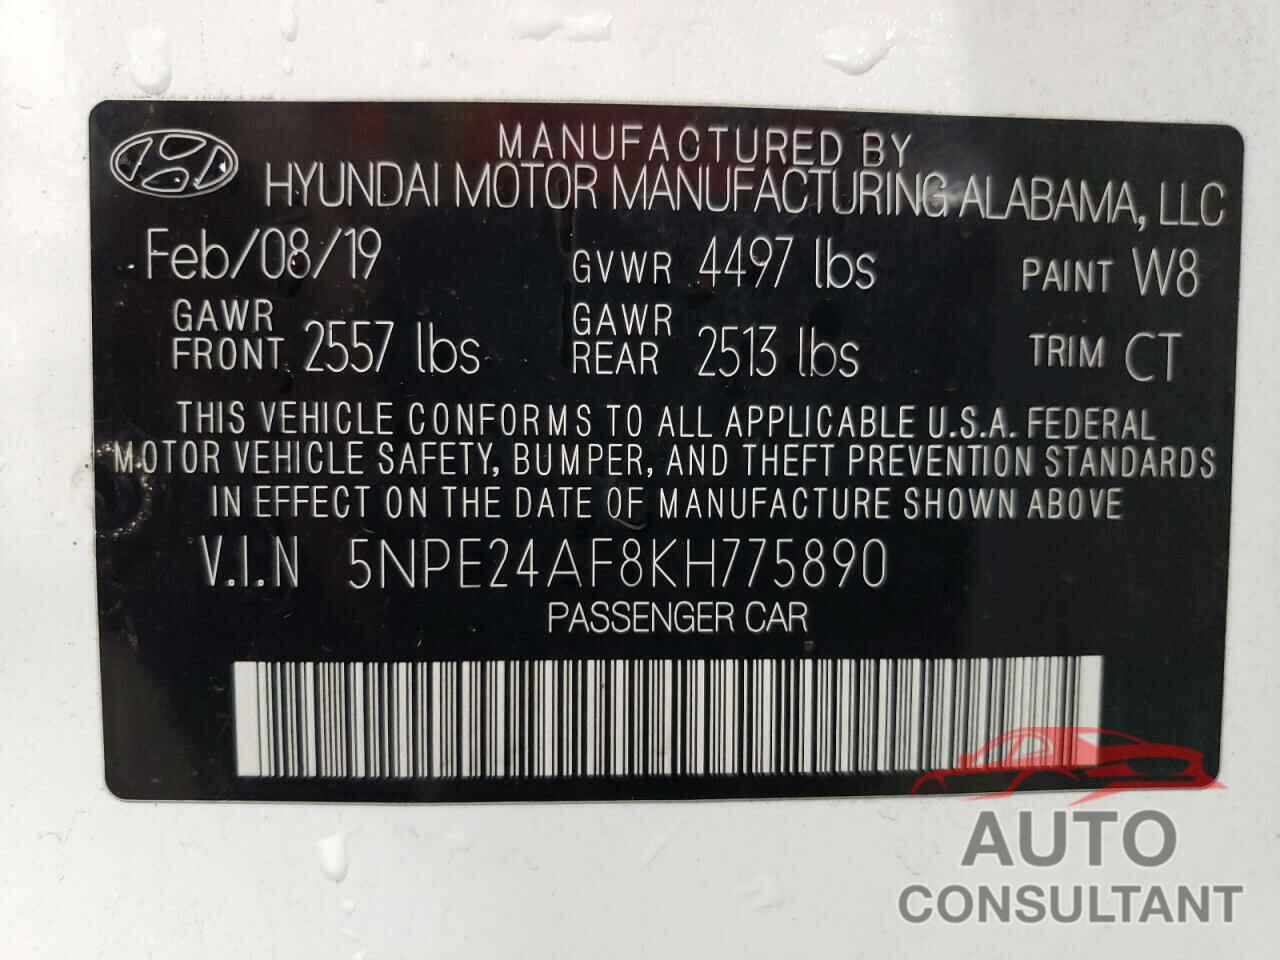 MANUFACTURED BY
HYUNDAI MOTOR MANUFACTURING ALABAMA, LLC
Feb/08/19 GVWR 4497 lbs PAINT W8
GAWR FRONT 2557 lbs GAWR REAR 2513 lbs TRIM CT
THIS VEHICLE CONFORMS TO ALL APPLICABLE U.S.A. FEDERAL
MOTOR VEHICLE SAFETY, BUMPER, AND THEFT PREVENTION STANDARDS
IN EFFECT ON THE DATE OF MANUFACTURE SHOWN ABOVE
V.I.N 5NPE24AF8KH775890
PASSENGER CAR
AUTO
CONSULTANT